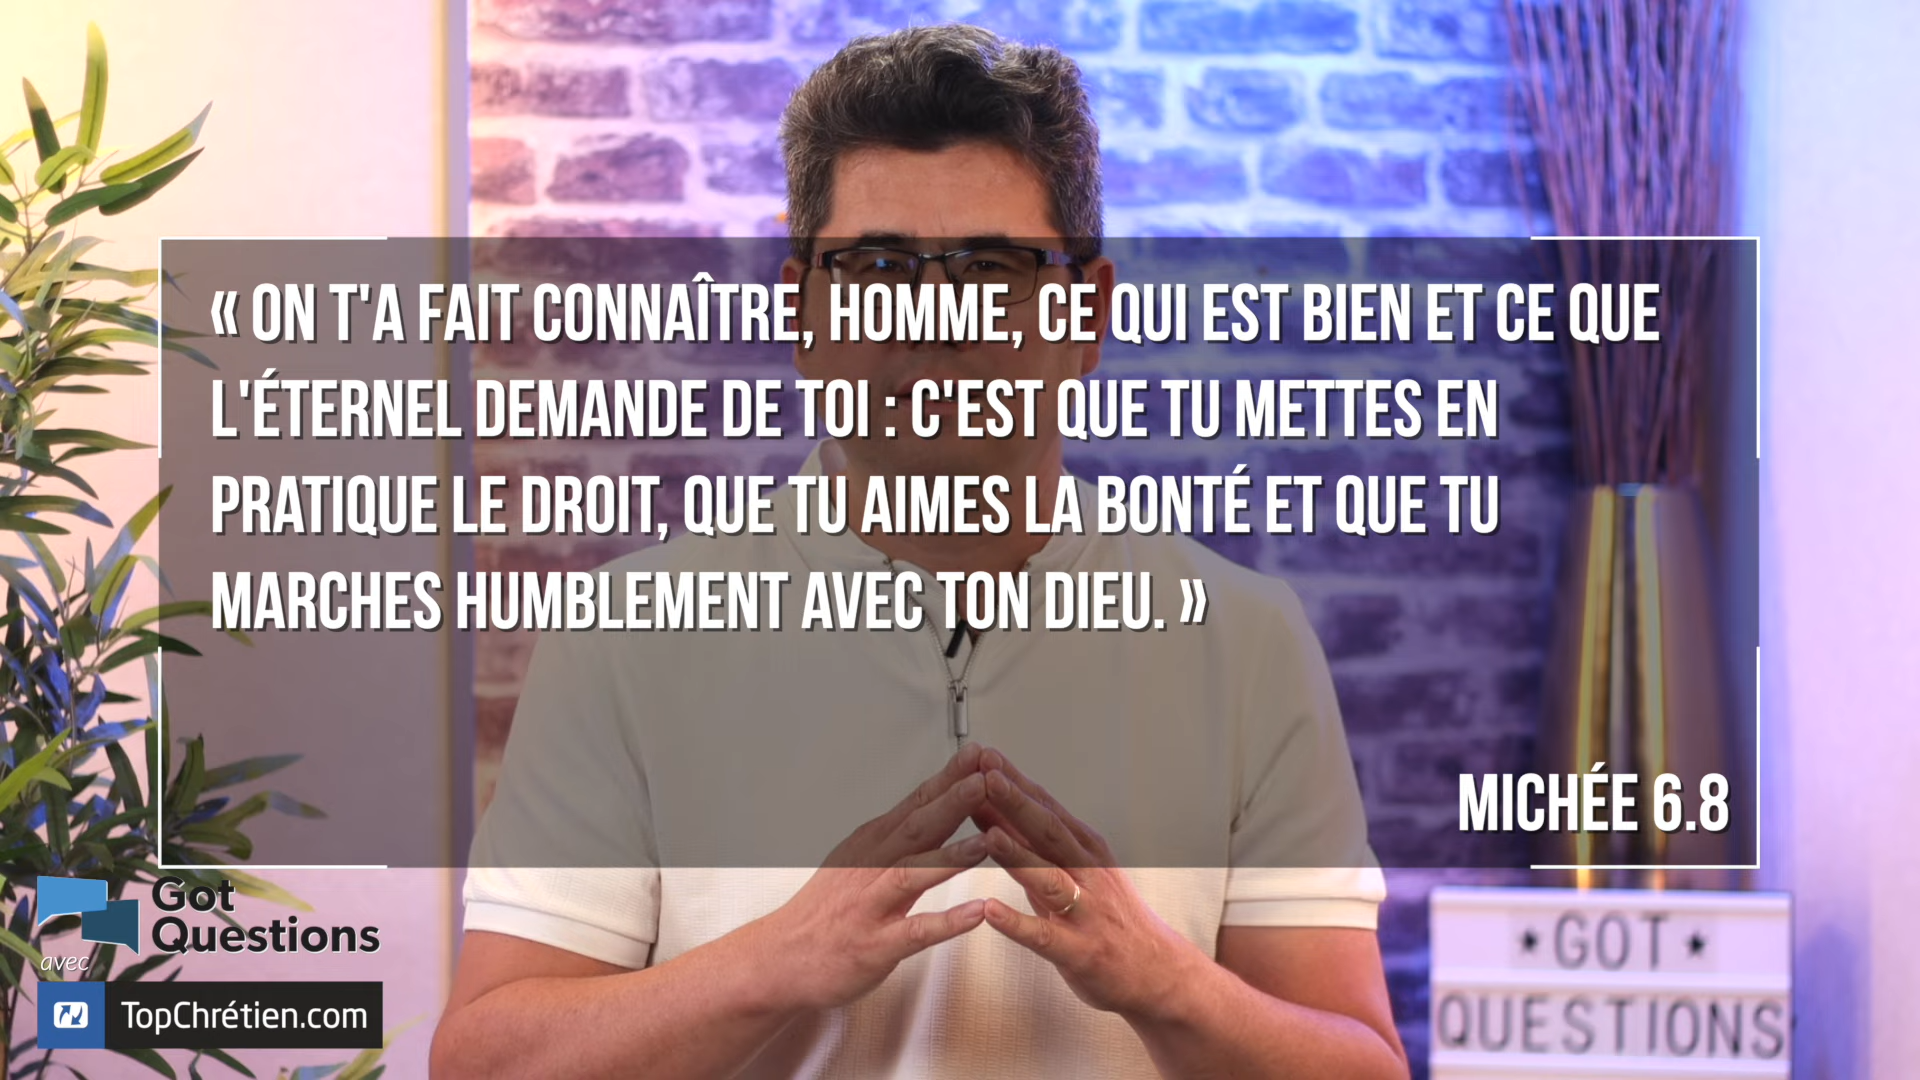 « ON T'A FAIT CONNAÎTRE, HOMME, CE QUI EST BIEN ET CE QUE
L'ÉTERNEL DEMANDE DE TOI : C'EST QUE TU METTES EN
PRATIQUE LE DROIT, QUE TU AIMES LA BONTÉ ET QUE TU
MARCHES HUMBLEMENT AVEC TON DIEU. »
MICHÉE 6.8
Got
Questions
avec
TopChrétien.com
★GOT★
QUESTIONS